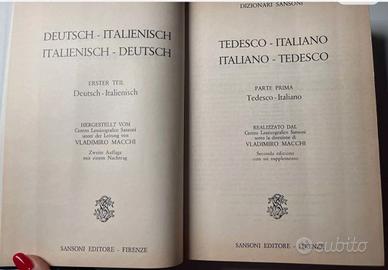 DEUTSCH - ITALIENISCH
ITALIENISCH - DEUTSCH
ERSTER TEIL
Deutsch - Italienisch
HERGESTELLT VOM
Centro Lessicografico Sansoni
unter der Leitung von
VLADIMIRO MACCHI
Zweite Auflage
mit einem Nachtrag
SANSONI EDITORE - FIRENZE
DIZIONARI SANSONI
TEDESCO - ITALIANO
ITALIANO - TEDESCO
PARTE PRIMA
Tedesco - Italiano
REALIZZATO DAL
Centro Lessicografico Sansoni
sotto la direzione di
VLADIMIRO MACCHI
Seconda edizione
con un supplemento
SANSONI EDITORE - FIRENZE
subito